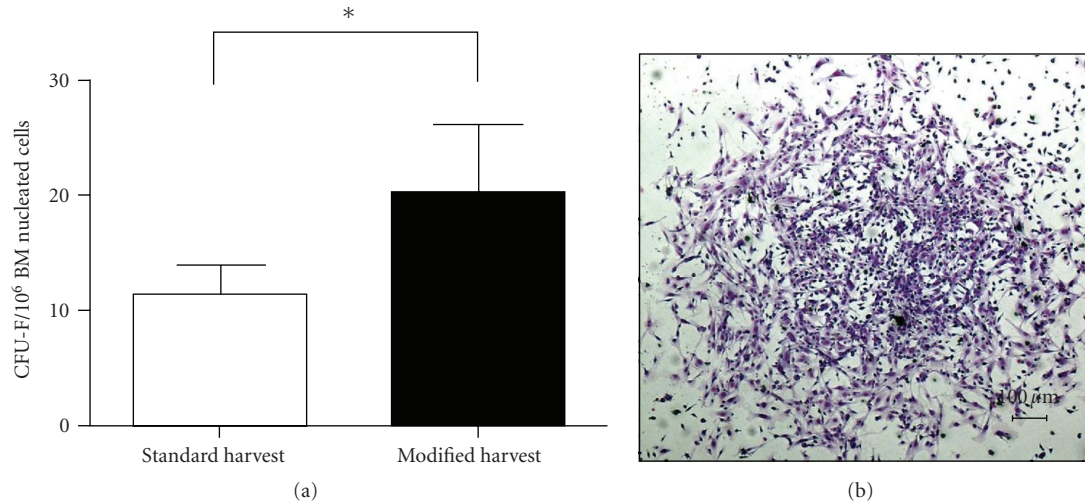 *
30
20
10
0
CFU-F/10⁶ BM nucleated cells
Standard harvest
Modified harvest
(a)
100 μm
(b)